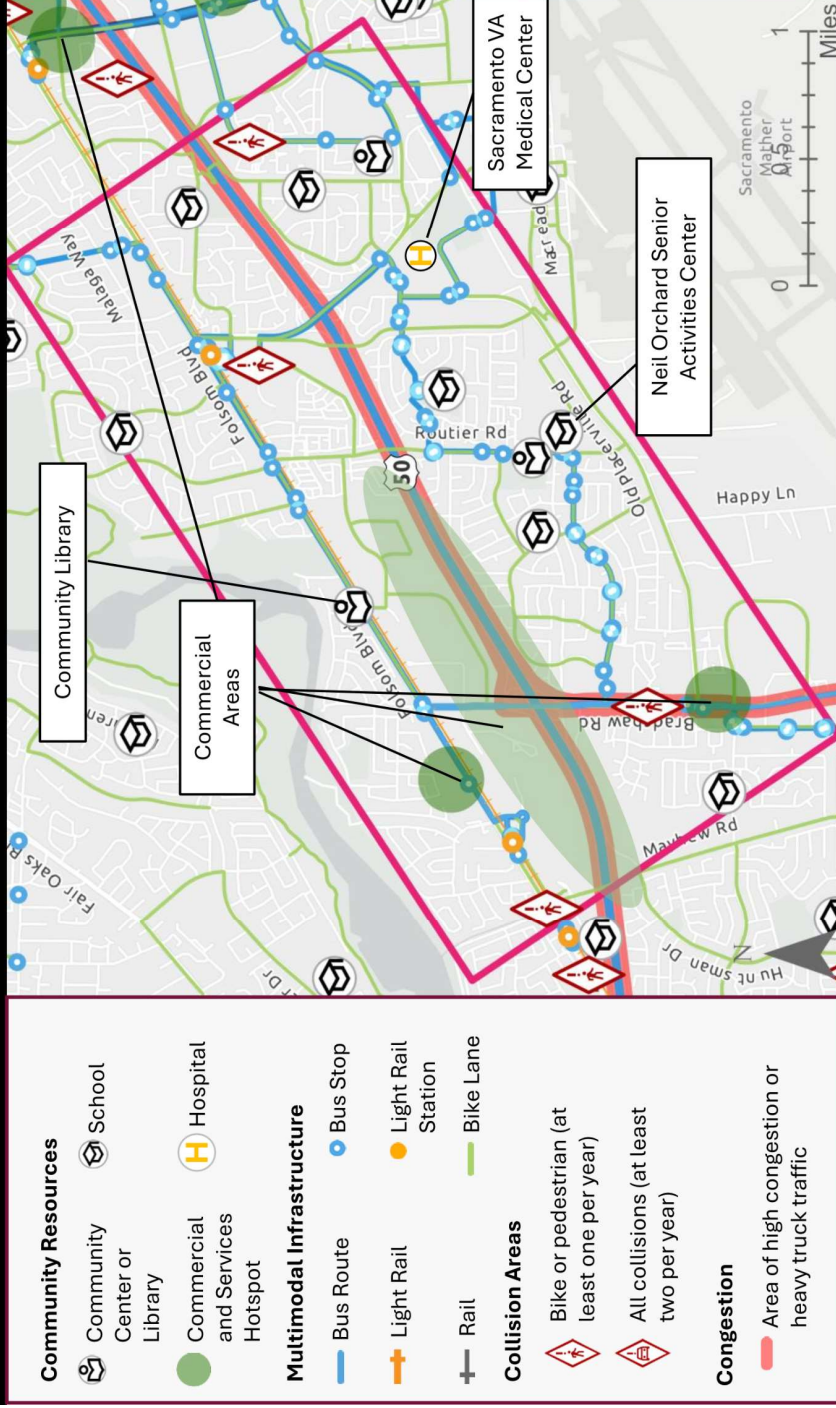 Community Resources
Community
Center or
Library
School
Commercial
and Services
Hotspot
H
Hospital
Multimodal Infrastructure
Bus Route
Bus Stop
Light Rail
Light Rail
Station
Rail
Bike Lane
Collision Areas
Bike or pedestrian (at
least one per year)
All collisions (at least
two per year)
Congestion
Area of high congestion or
heavy truck traffic
Community Library
Commercial
Areas
Sacramento VA
Medical Center
Neil Orchard Senior
Activities Center
Fair Oaks B
Malaga Way
Folsom Blvd
Folsom Blvd
50
H
Routier Rd
Old Placerville Rd
Happy Ln
Bradshaw Rd
Mayhew Rd
Huntsman Dr
Sacramento
Mather
Airport
N
0
0.5
1
Miles